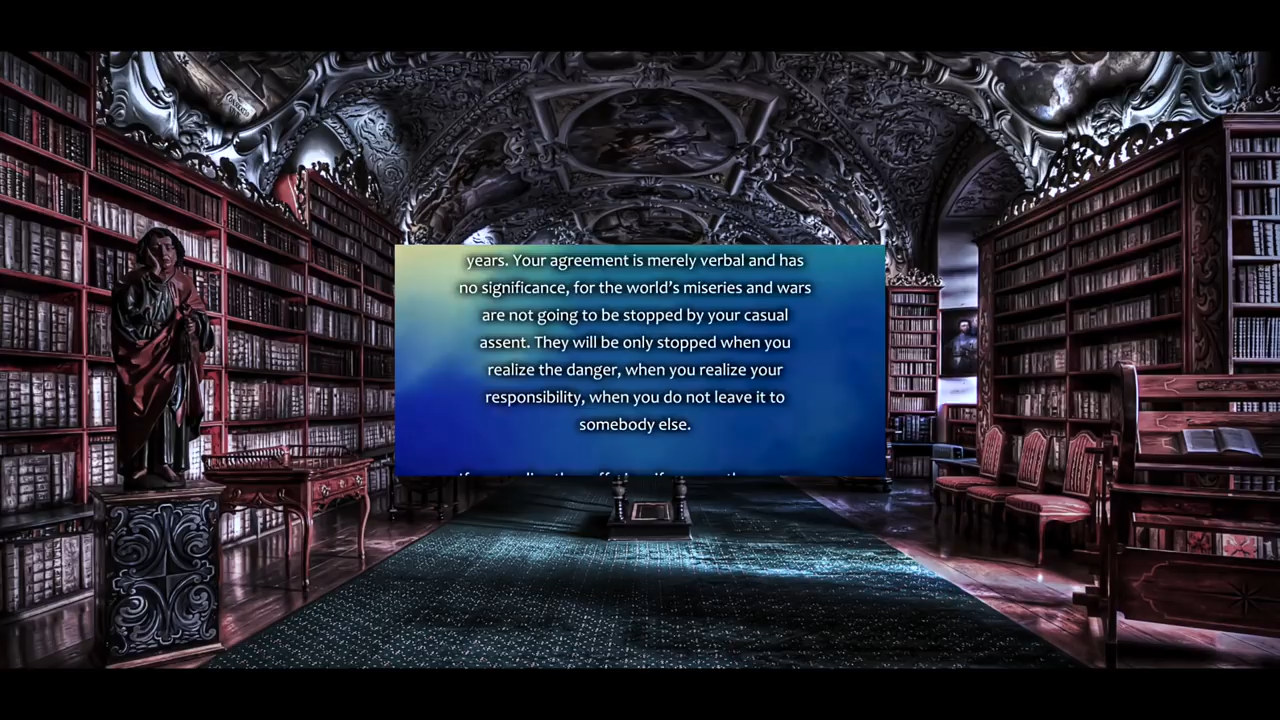 years. Your agreement is merely verbal and has
no significance, for the world’s miseries and wars
are not going to be stopped by your casual
assent. They will be only stopped when you
realize the danger, when you realize your
responsibility, when you do not leave it to
somebody else.